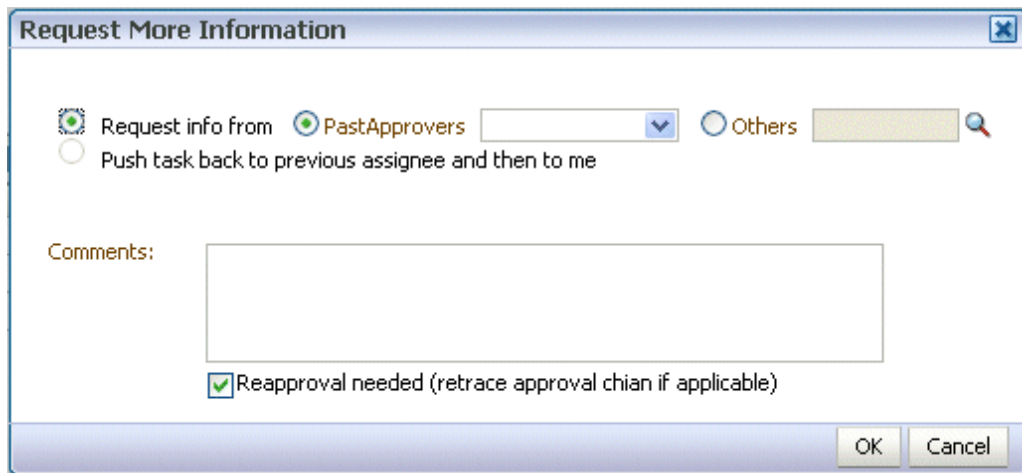 Request More Information
Request info from PastApprovers Others
Push task back to previous assignee and then to me
Comments:
Reapproval needed (retrace approval chian if applicable)
OK Cancel